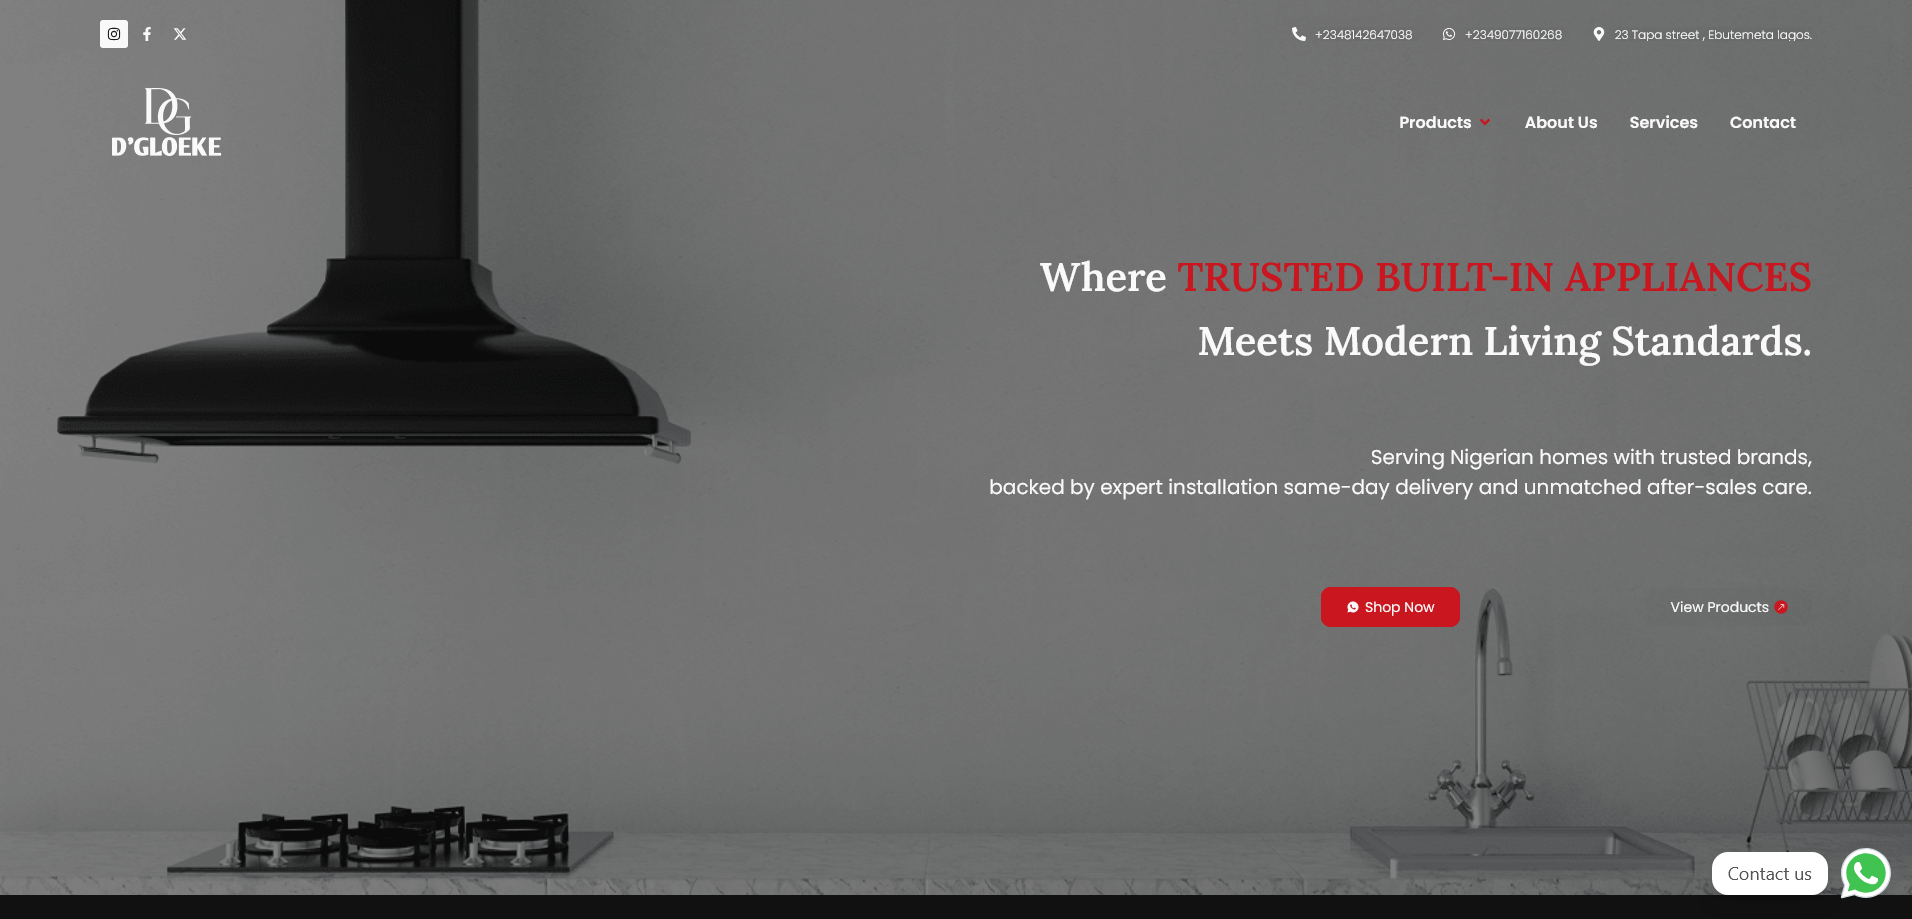 +2348142647038
+2349077160268
23 Tapa street , Ebutemeta lagos.
DG
D'GLOEKE
Products
About Us
Services
Contact
Where TRUSTED BUILT-IN APPLIANCES
Meets Modern Living Standards.
Serving Nigerian homes with trusted brands,
backed by expert installation same-day delivery and unmatched after-sales care.
Shop Now
View Products
Contact us